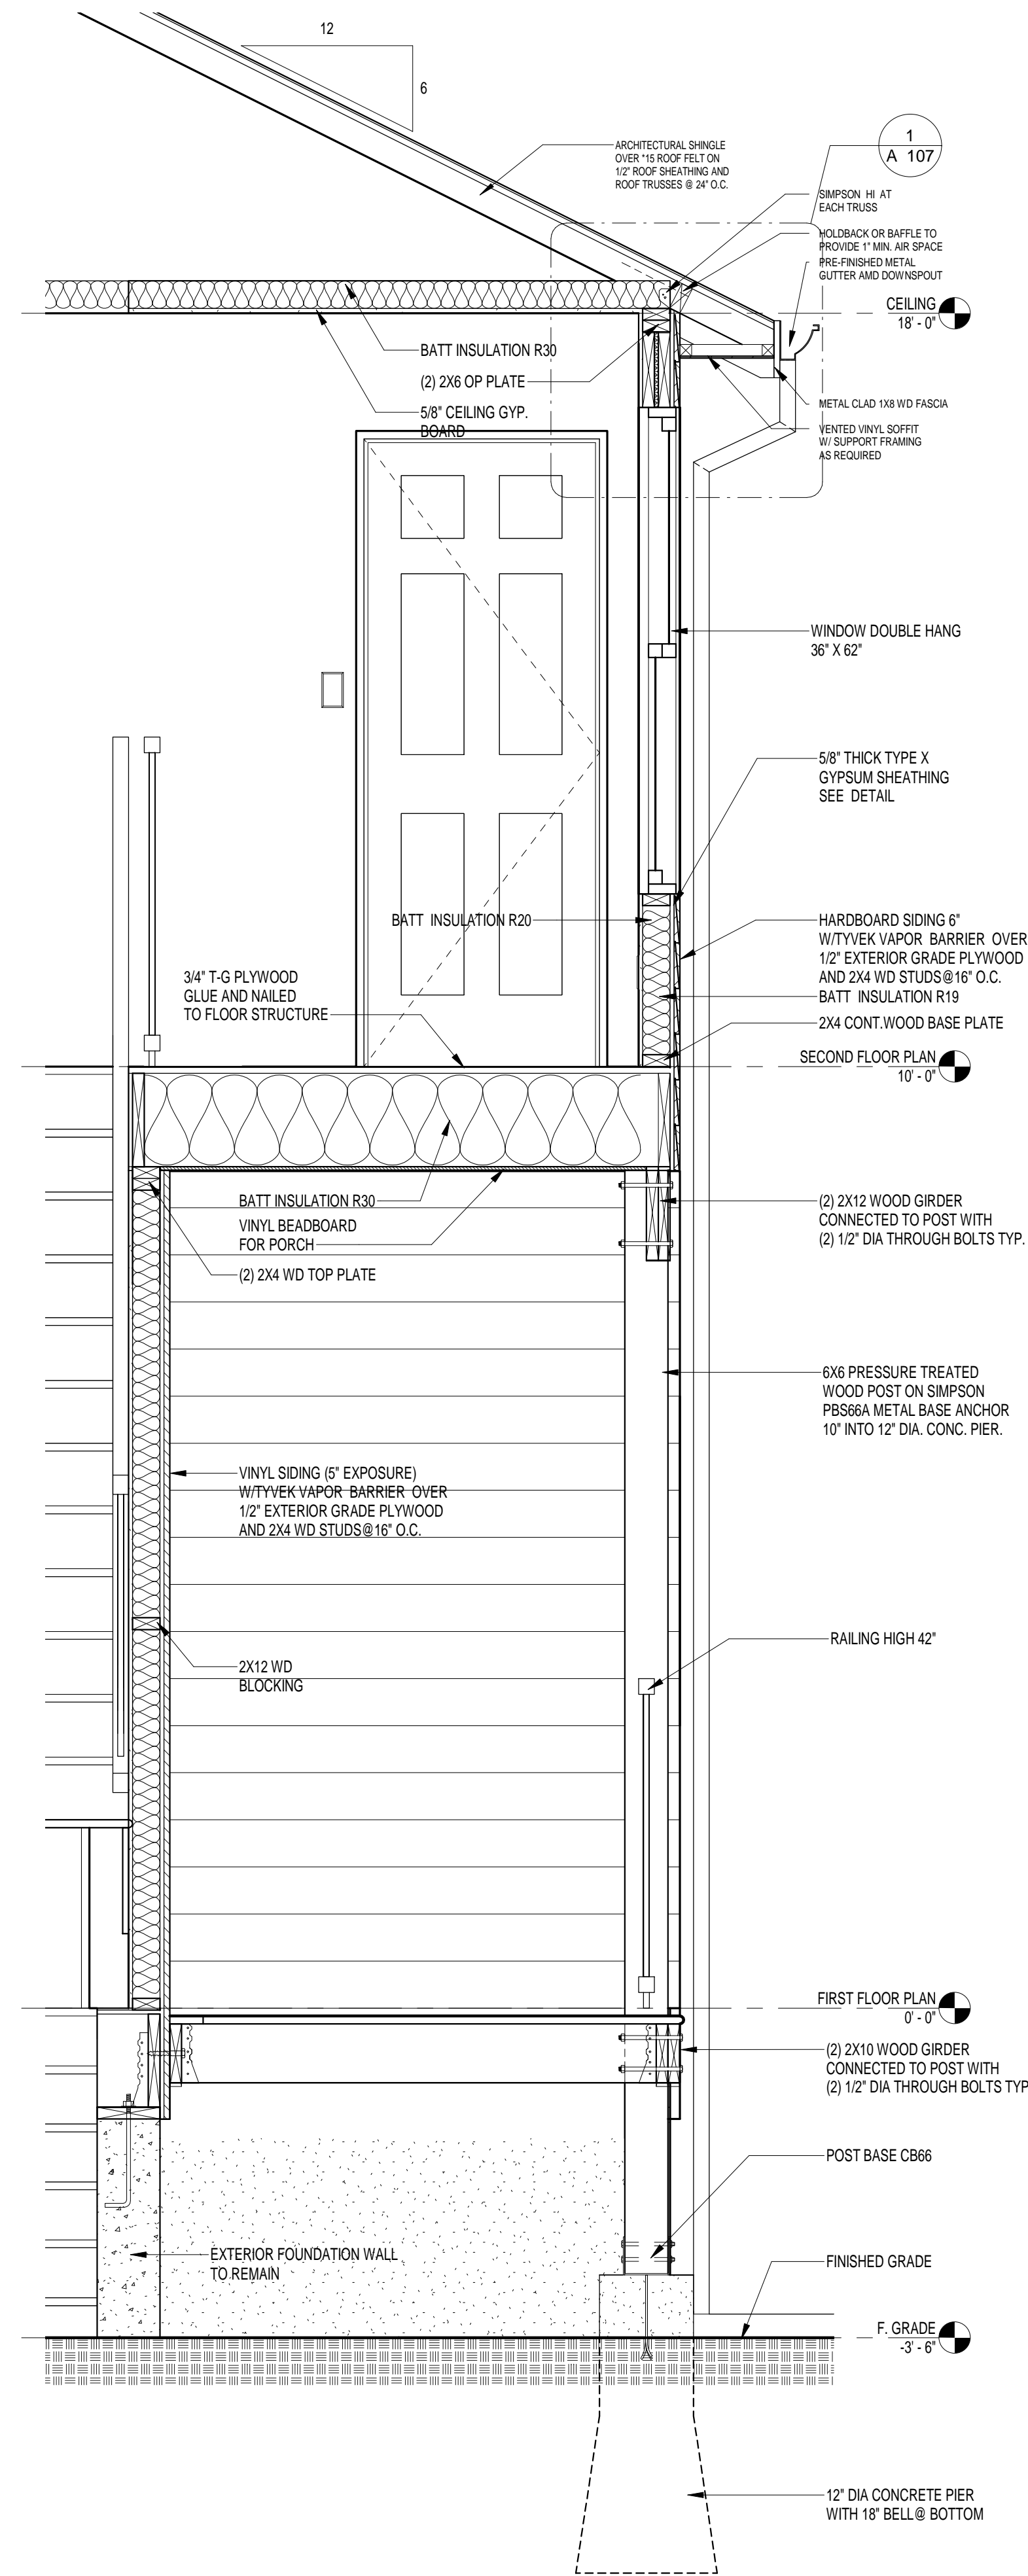 12
6
ARCHITECTURAL SHINGLE
OVER "15 ROOF FELT ON
1/2" ROOF SHEATHING AND
ROOF TRUSSES @ 24" O.C.
1
A 107
SIMPSON HI AT
EACH TRUSS
HOLDBACK OR BAFFLE TO
PROVIDE 1" MIN. AIR SPACE
PRE-FINISHED METAL
GUTTER AMD DOWNSPOUT
CEILING
18' - 0"
BATT INSULATION R30
(2) 2X6 OP PLATE
5/8" CEILING GYP.
BOARD
METAL CLAD 1X8 WD FASCIA
VENTED VINYL SOFFIT
W/ SUPPORT FRAMING
AS REQUIRED
WINDOW DOUBLE HANG
36" X 62"
5/8" THICK TYPE X
GYPSUM SHEATHING
SEE DETAIL
BATT INSULATION R20
HARDBOARD SIDING 6"
W/TYVEK VAPOR BARRIER OVER
1/2" EXTERIOR GRADE PLYWOOD
AND 2X4 WD STUDS@16" O.C.
BATT INSULATION R19
3/4" T-G PLYWOOD
GLUE AND NAILED
TO FLOOR STRUCTURE
2X4 CONT.WOOD BASE PLATE
SECOND FLOOR PLAN
10' - 0"
BATT INSULATION R30
VINYL BEADBOARD
FOR PORCH
(2) 2X4 WD TOP PLATE
(2) 2X12 WOOD GIRDER
CONNECTED TO POST WITH
(2) 1/2" DIA THROUGH BOLTS TYP.
6X6 PRESSURE TREATED
WOOD POST ON SIMPSON
PBS66A METAL BASE ANCHOR
10" INTO 12" DIA. CONC. PIER.
VINYL SIDING (5" EXPOSURE)
W/TYVEK VAPOR BARRIER OVER
1/2" EXTERIOR GRADE PLYWOOD
AND 2X4 WD STUDS@16" O.C.
RAILING HIGH 42"
2X12 WD
BLOCKING
FIRST FLOOR PLAN
0' - 0"
(2) 2X10 WOOD GIRDER
CONNECTED TO POST WITH
(2) 1/2" DIA THROUGH BOLTS TYP
POST BASE CB66
EXTERIOR FOUNDATION WALL
TO REMAIN
FINISHED GRADE
F. GRADE
-3' - 6"
12" DIA CONCRETE PIER
WITH 18" BELL@ BOTTOM